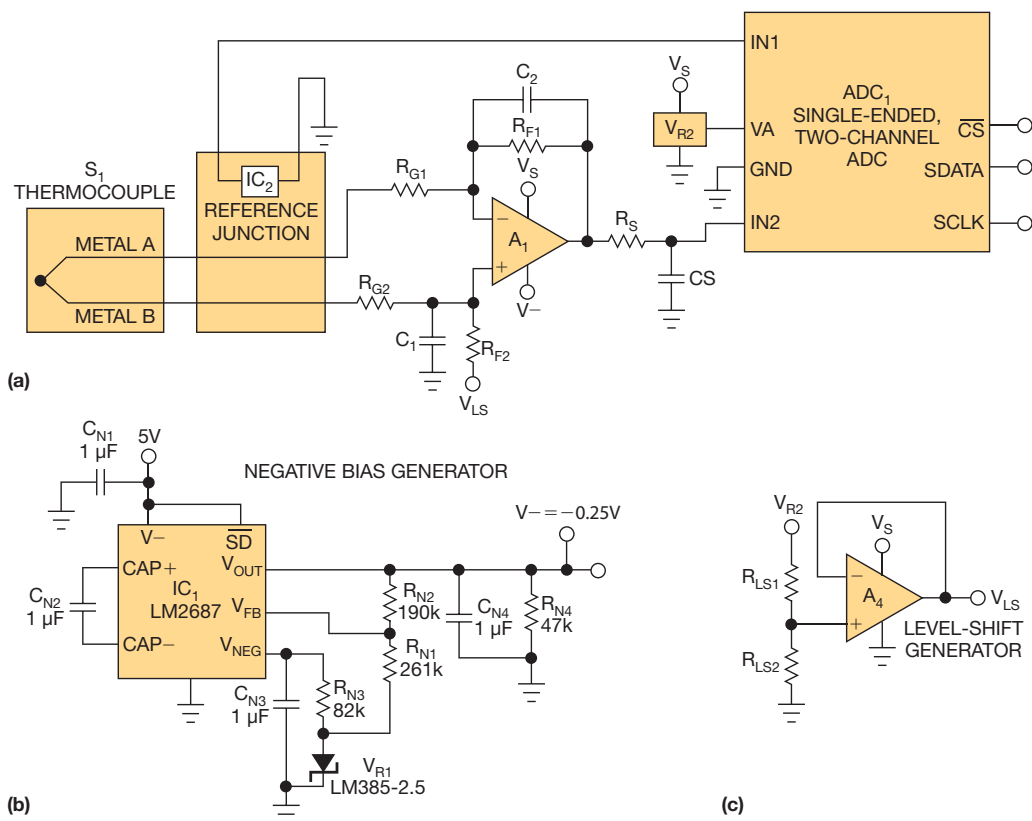 IN1
ADC1
SINGLE-ENDED,
TWO-CHANNEL
ADC
VS
VR2
VA
GND
IN2
CS
SDATA
SCLK
C2
RF1
VS
S1
THERMOCOUPLE
IC2
REFERENCE
JUNCTION
RG1
METAL A
METAL B
RG2
−
A1
+
V−
RS
CS
C1
RF2
VLS
(a)
CN1
1 µF
5V
NEGATIVE BIAS GENERATOR
V−=−0.25V
V−
SD
CAP+
VOUT
IC1
LM2687
CN2
1 µF
VFB
CAP−
VNEG
RN2
190k
CN4
1 µF
RN4
47k
RN1
261k
CN3
1 µF
RN3
82k
VR1
LM385-2.5
(b)
VR2
VS
RLS1
−
A4
+
VLS
LEVEL-SHIFT
GENERATOR
RLS2
(c)